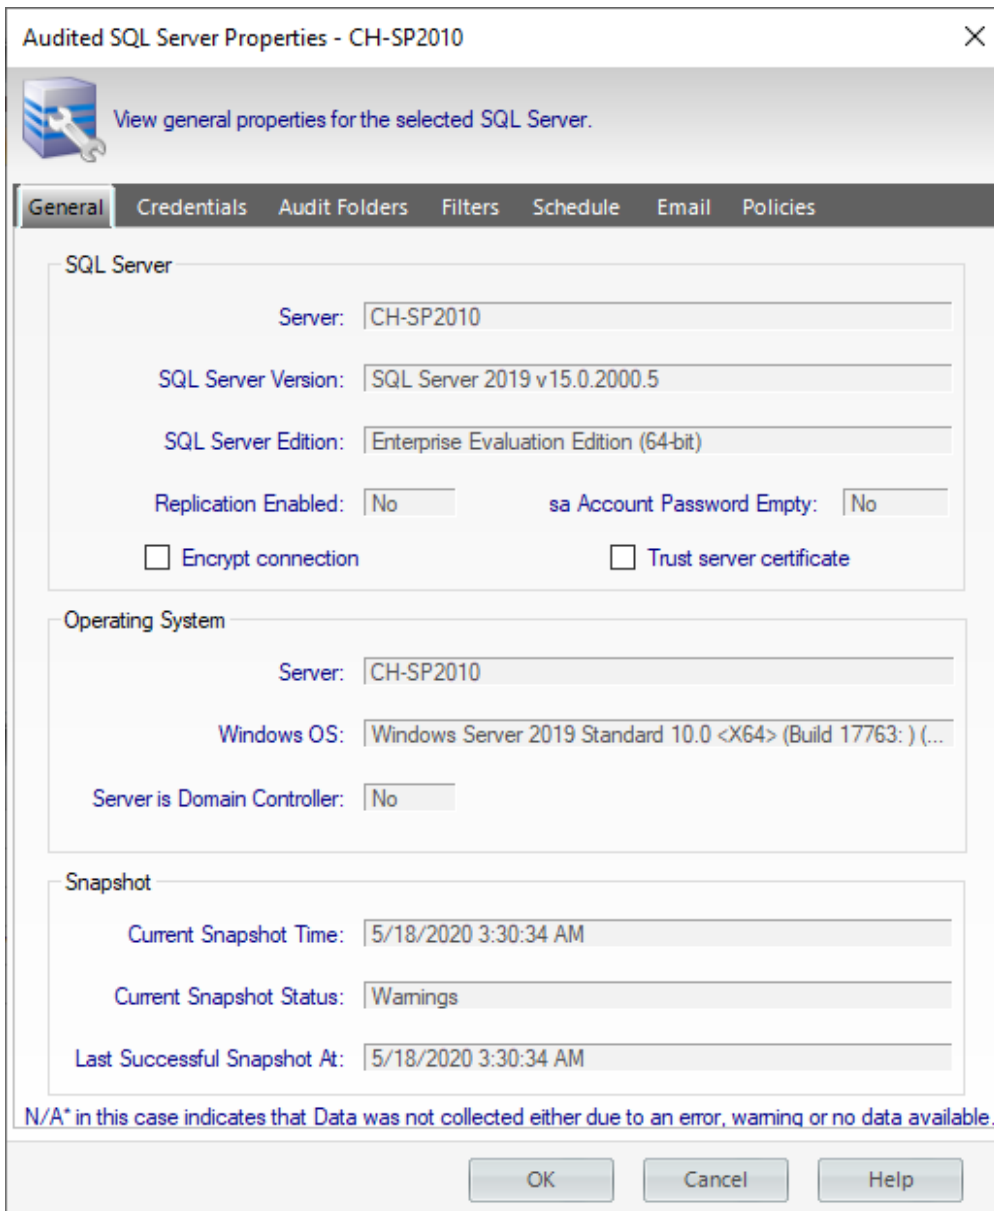 Audited SQL Server Properties - CH-SP2010
View general properties for the selected SQL Server.
General Credentials Audit Folders Filters Schedule Email Policies
SQL Server
Server: CH-SP2010
SQL Server Version: SQL Server 2019 v15.0.2000.5
SQL Server Edition: Enterprise Evaluation Edition (64-bit)
Replication Enabled: No sa Account Password Empty: No
Encrypt connection Trust server certificate
Operating System
Server: CH-SP2010
Windows OS: Windows Server 2019 Standard 10.0 <X64> (Build 17763: ) (...
Server is Domain Controller: No
Snapshot
Current Snapshot Time: 5/18/2020 3:30:34 AM
Current Snapshot Status: Warnings
Last Successful Snapshot At: 5/18/2020 3:30:34 AM
N/A* in this case indicates that Data was not collected either due to an error, warning or no data available.
OK Cancel Help